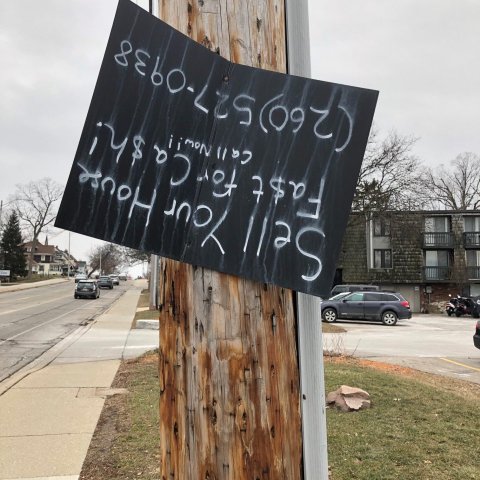 Sell Your House
Fa$t for Ca$h!
Call Now!!
(260) 527-0938